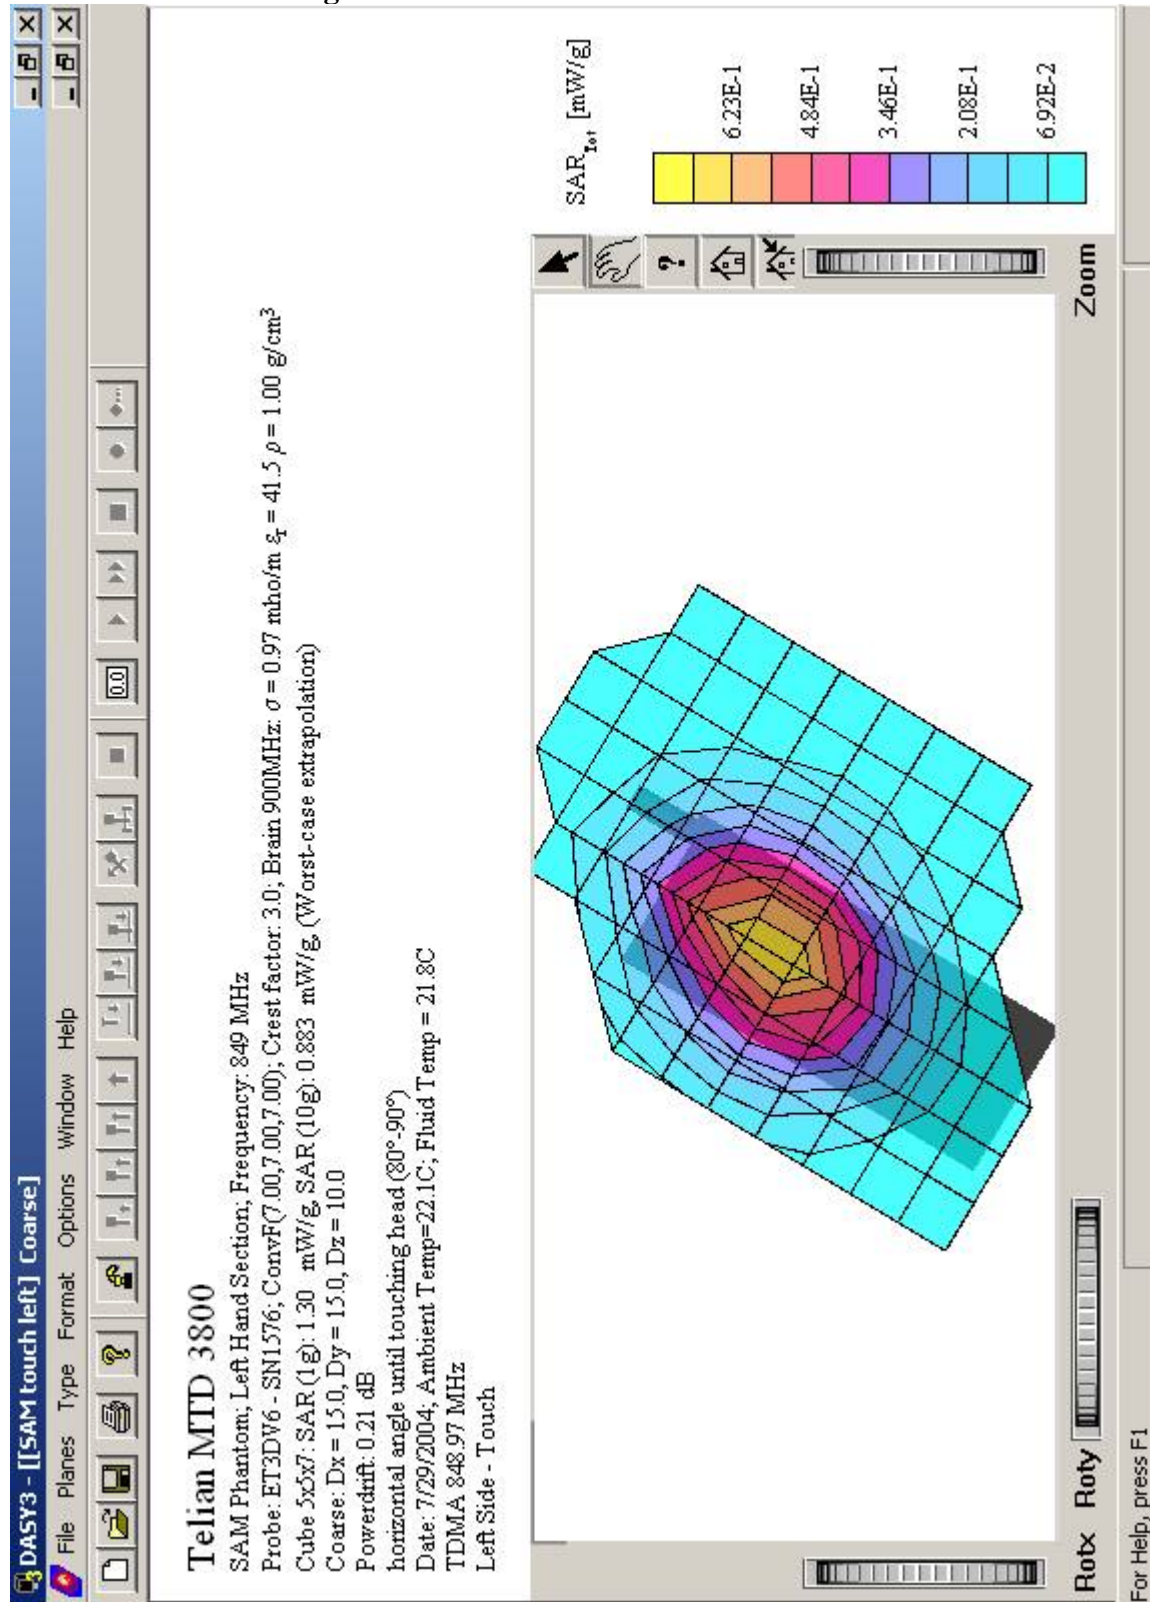 DASY3 - [[SAM touch left] Coarse]
File Planes Type Format Options Window Help
0.0
Telian MTD 3800
SAM Phantom; Left Hand Section; Frequency: 849 MHz
Probe: ET3DV6 - SN1576; ConvF(7.00,7.00,7.00); Crest factor: 3.0; Brain 900MHz: σ = 0.97 mho/m εr = 41.5 ρ = 1.00 g/cm³
Cube 5x5x7: SAR (1g): 1.30 mW/g, SAR (10g): 0.883 mW/g, (Worst-case extrapolation)
Coarse: Dx = 15.0, Dy = 15.0, Dz = 10.0
Powerdrift: 0.21 dB
horizontal angle until touching head (80°-90°)
Date: 7/29/2004; Ambient Temp=22.1C; Fluid Temp = 21.8C
TDMA 848.97 MHz
Left Side - Touch
SARTot [mW/g]
6.23E-1
4.84E-1
3.46E-1
2.08E-1
6.92E-2
Rotx Roty Zoom
For Help, press F1